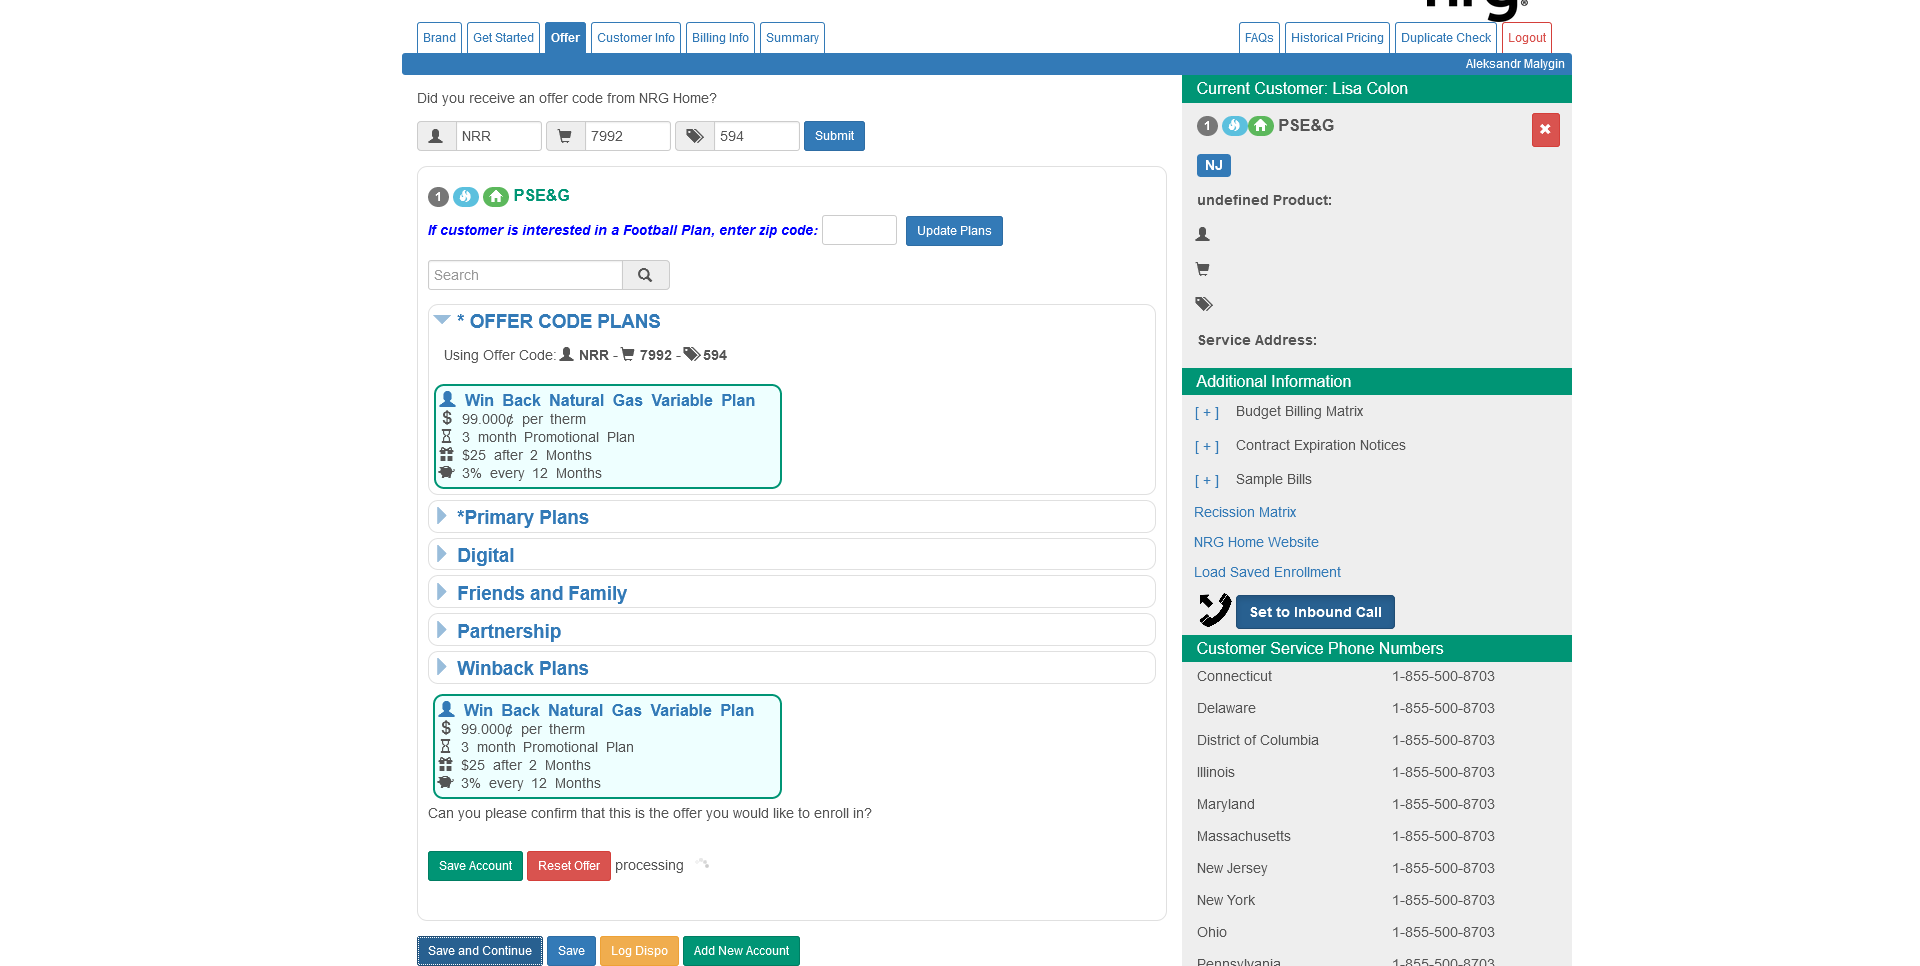 nrg®
Brand
Get Started
Offer
Customer Info
Billing Info
Summary
FAQs
Historical Pricing
Duplicate Check
Logout
Aleksandr Malygin
Did you receive an offer code from NRG Home?
NRR
7992
594
Submit
1
PSE&G
If customer is interested in a Football Plan, enter zip code:
Update Plans
Search
* OFFER CODE PLANS
Using Offer Code: NRR - 7992 - 594
Win Back Natural Gas Variable Plan
$ 99.000¢ per therm
3 month Promotional Plan
$25 after 2 Months
3% every 12 Months
*Primary Plans
Digital
Friends and Family
Partnership
Winback Plans
Win Back Natural Gas Variable Plan
$ 99.000¢ per therm
3 month Promotional Plan
$25 after 2 Months
3% every 12 Months
Can you please confirm that this is the offer you would like to enroll in?
Save Account
Reset Offer
processing
Save and Continue
Save
Log Dispo
Add New Account
Current Customer: Lisa Colon
1 PSE&G
NJ
undefined Product:
Service Address:
Additional Information
[ + ] Budget Billing Matrix
[ + ] Contract Expiration Notices
[ + ] Sample Bills
Recission Matrix
NRG Home Website
Load Saved Enrollment
Set to Inbound Call
Customer Service Phone Numbers
Connecticut 1-855-500-8703
Delaware 1-855-500-8703
District of Columbia 1-855-500-8703
Illinois 1-855-500-8703
Maryland 1-855-500-8703
Massachusetts 1-855-500-8703
New Jersey 1-855-500-8703
New York 1-855-500-8703
Ohio 1-855-500-8703
Pennsylvania 1-855-500-8703